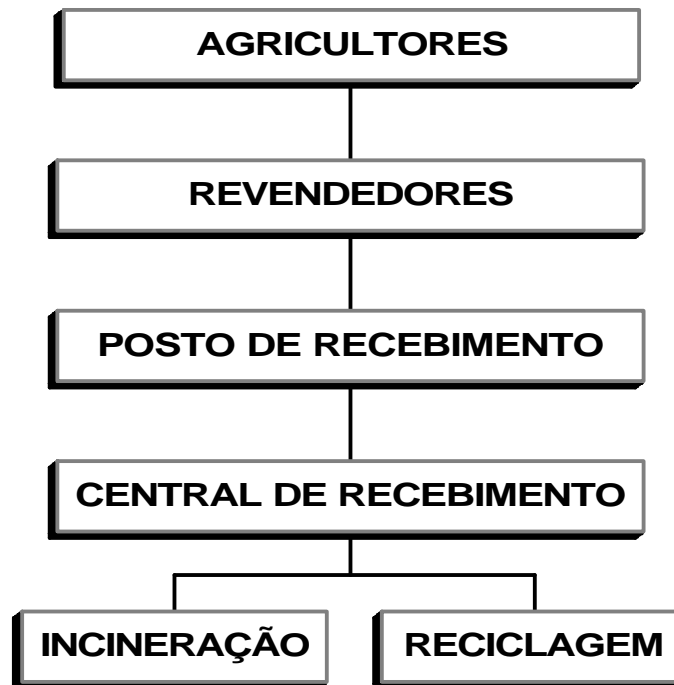 AGRICULTORES
REVENDEDORES
POSTO DE RECEBIMENTO
CENTRAL DE RECEBIMENTO
INCINERAÇÃO
RECICLAGEM